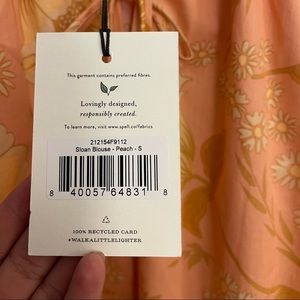 This garment contains preferred fibres.
Lovingly designed,
responsibly created.
To learn more, visit www.spell.co/fabrics
212154F9112
Sloan Blouse - Peach - S
8 40057 64831 8
100% RECYCLED CARD
#WALKALITTLELIGHTER